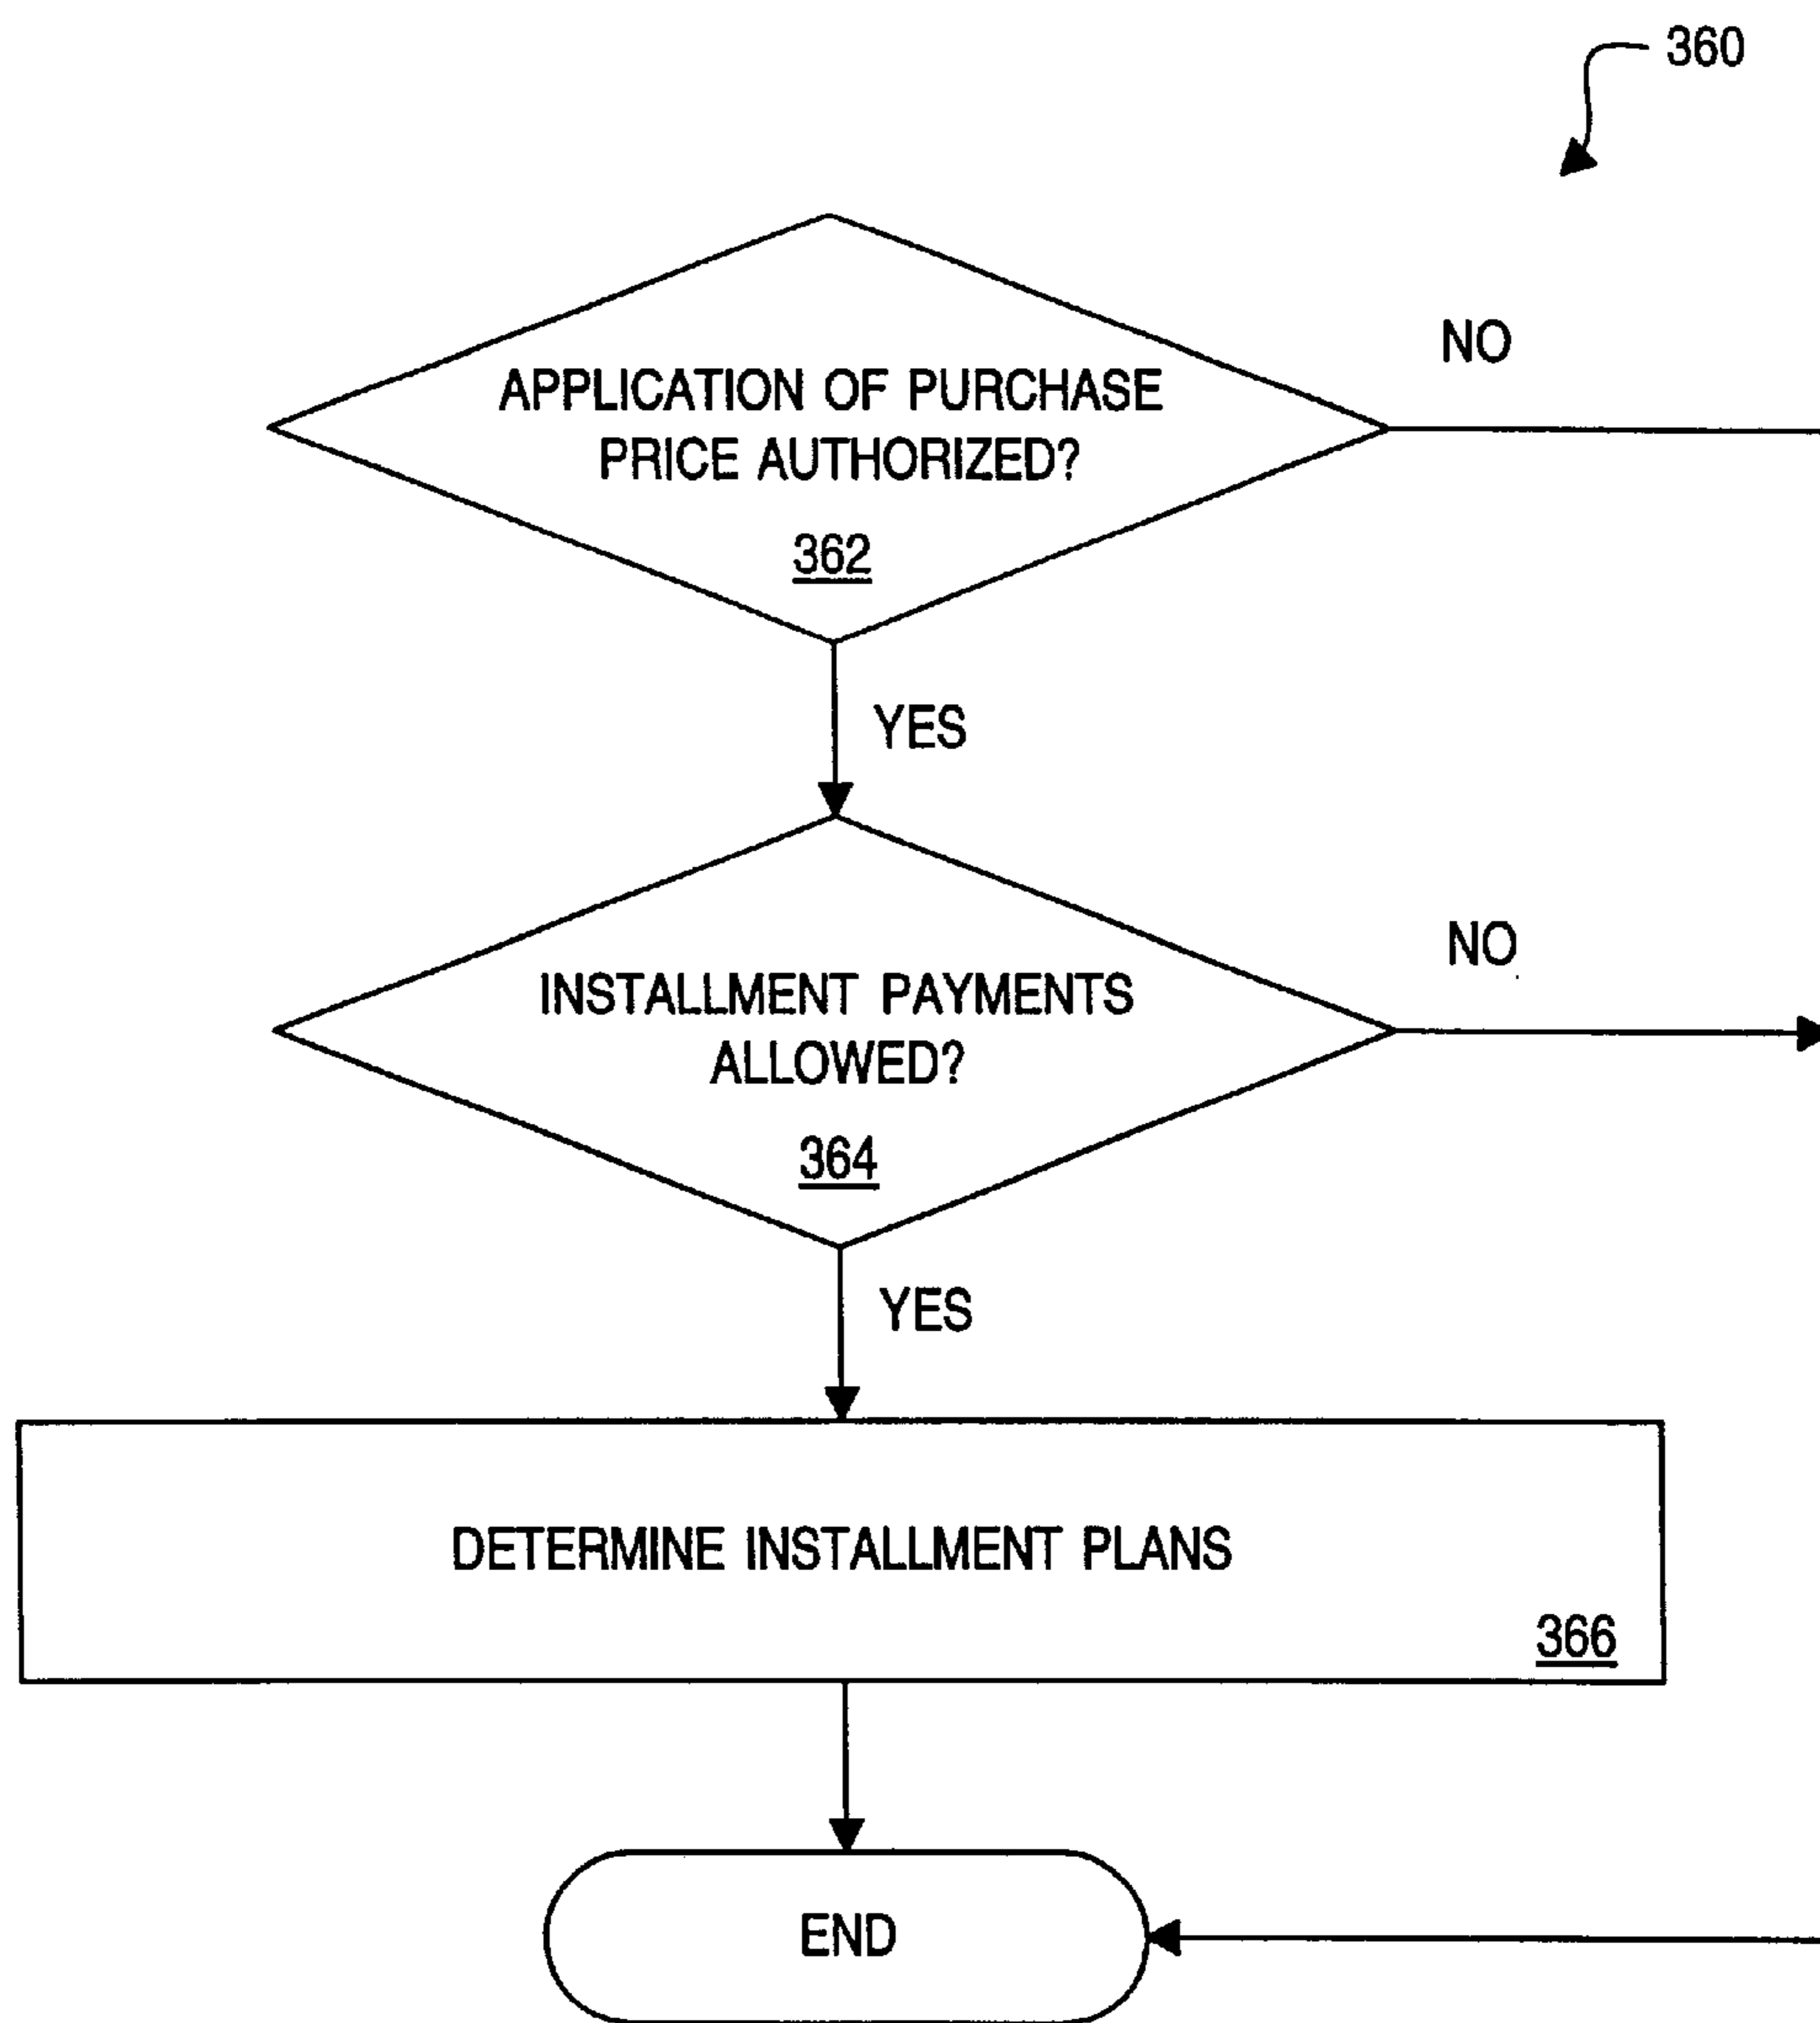 360
APPLICATION OF PURCHASE
PRICE AUTHORIZED?
362
NO
YES
INSTALLMENT PAYMENTS
ALLOWED?
364
NO
YES
DETERMINE INSTALLMENT PLANS
366
END